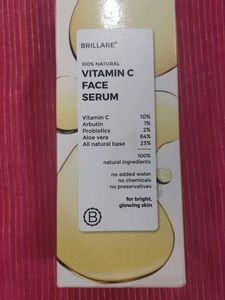 BRILLARE®
100% NATURAL
VITAMIN C
FACE
SERUM
Vitamin C 10%
Arbutin 1%
Probiotics 2%
Aloe vera 64%
All natural base 23%
100%
natural ingredients
no added water
no chemicals
no preservatives
for bright,
glowing skin
B